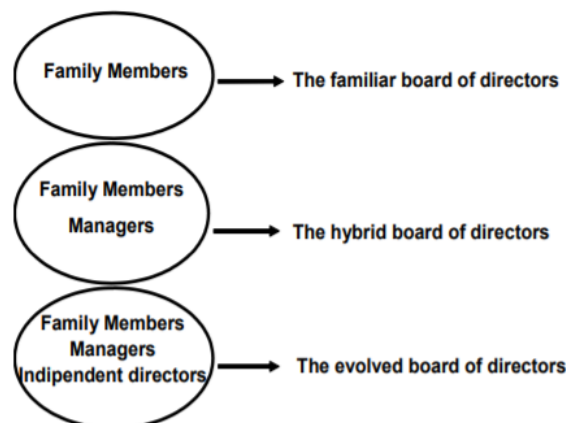 Family Members
The familiar board of directors
Family Members
Managers
The hybrid board of directors
Family Members
Managers
Indipendent directors
The evolved board of directors